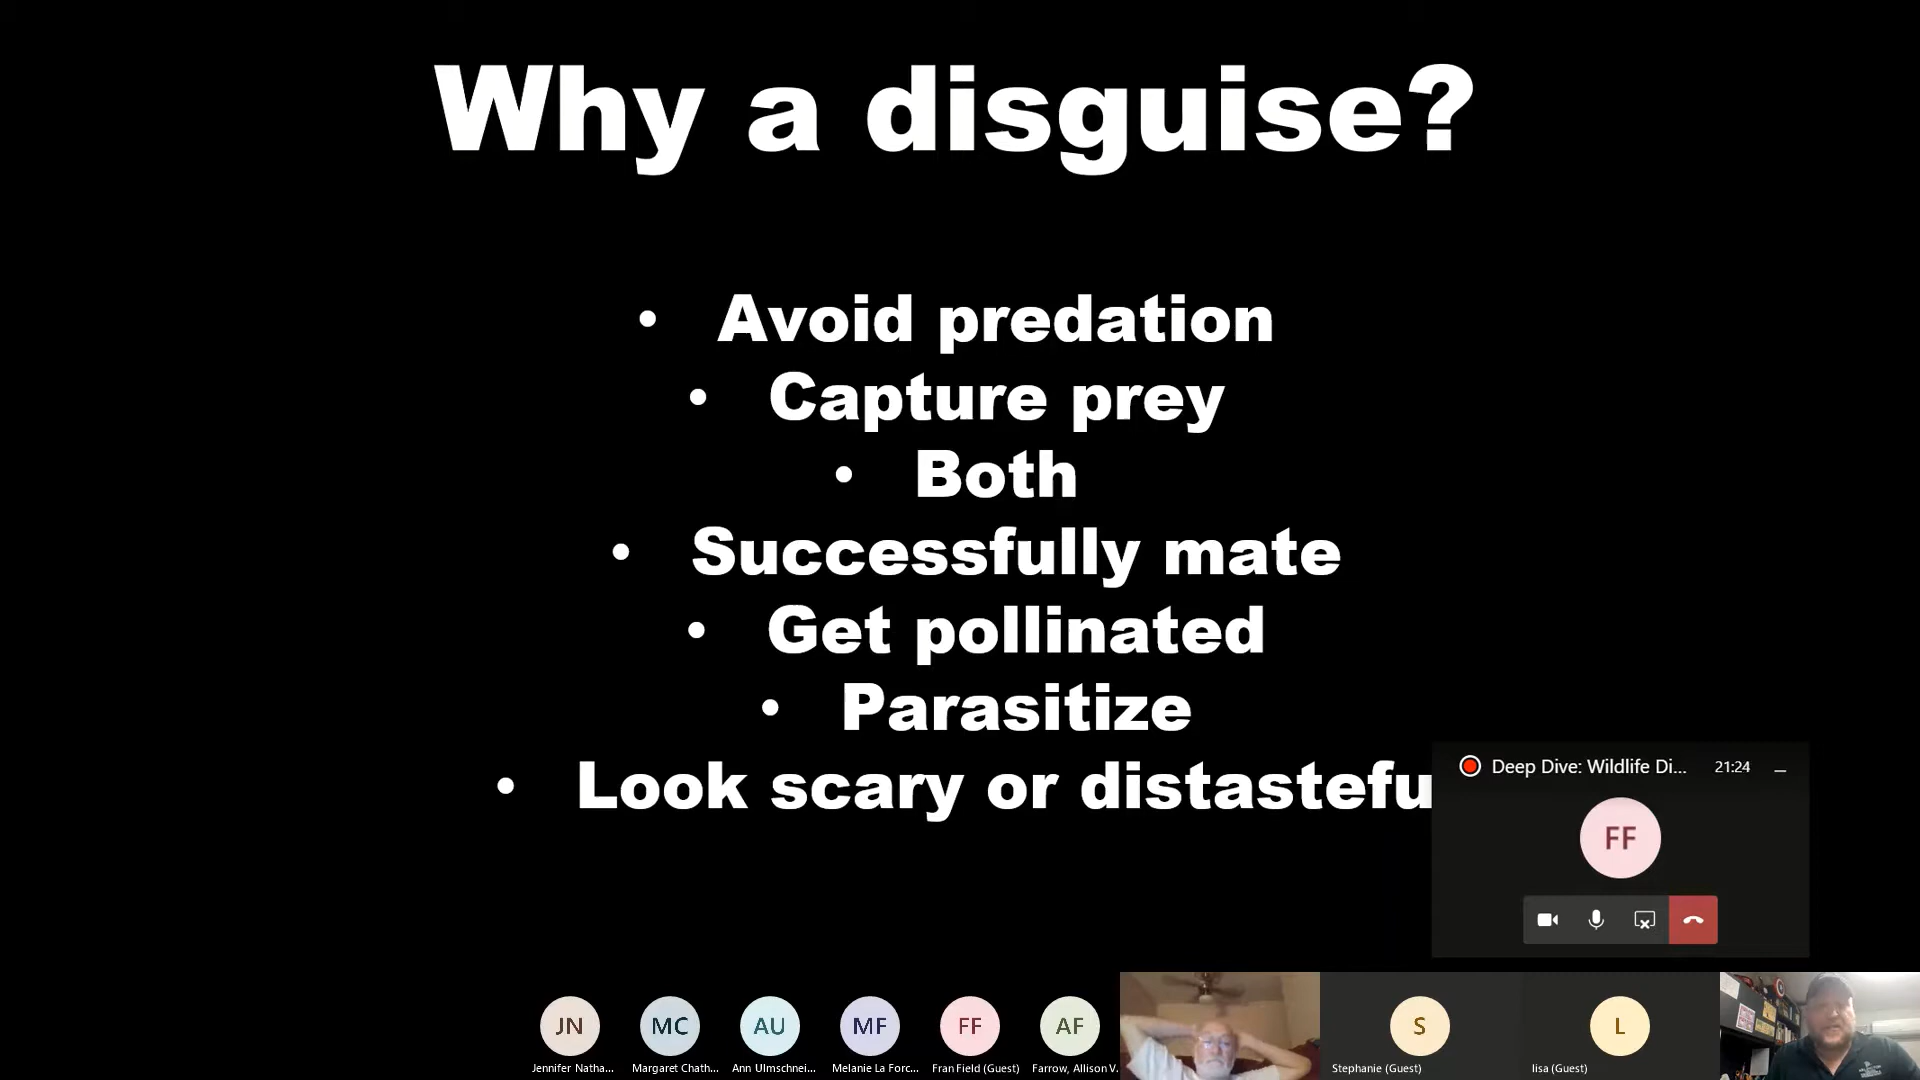 Why a disguise?
• Avoid predation
• Capture prey
• Both
• Successfully mate
• Get pollinated
• Parasitize
• Look scary or distastefu
Deep Dive: Wildlife Di... 21:24
FF
JN MC AU MF FF AF S L
Jennifer Natha... Margaret Chath... Ann Ulmschnei... Melanie La Forc... Fran Field (Guest) Farrow, Allison V. Stephanie (Guest) lisa (Guest)